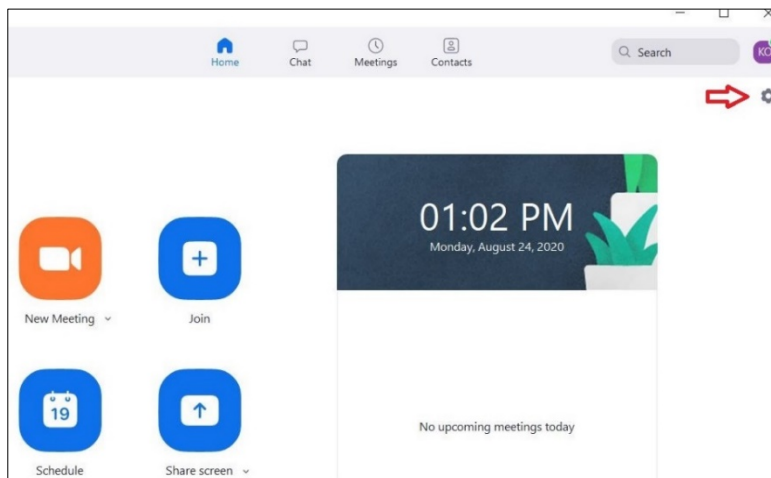 Home
Chat
Meetings
Contacts
Search
KO
01:02 PM
Monday, August 24, 2020
New Meeting
Join
19
Schedule
Share screen
No upcoming meetings today